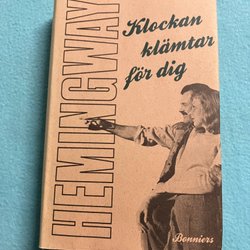 HEMINGWAY
Klockan
klämtar
för dig
Bonniers